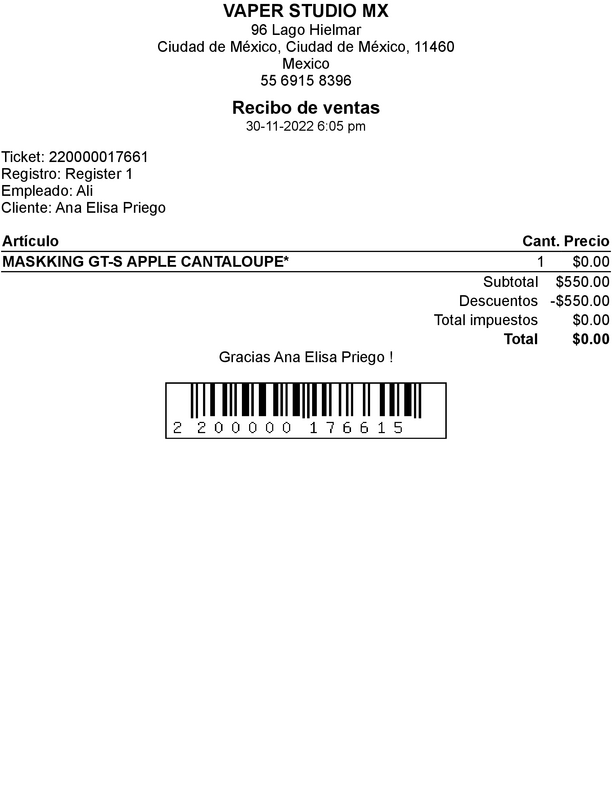 VAPER STUDIO MX
96 Lago Hielmar
Ciudad de México, Ciudad de México, 11460
Mexico
55 6915 8396
Recibo de ventas
30-11-2022 6:05 pm
Ticket: 220000017661
Registro: Register 1
Empleado: Ali
Cliente: Ana Elisa Priego
Artículo Cant. Precio
MASKKING GT-S APPLE CANTALOUPE* 1 $0.00
Subtotal $550.00
Descuentos -$550.00
Total impuestos $0.00
Total $0.00
Gracias Ana Elisa Priego !
2 200000 176615